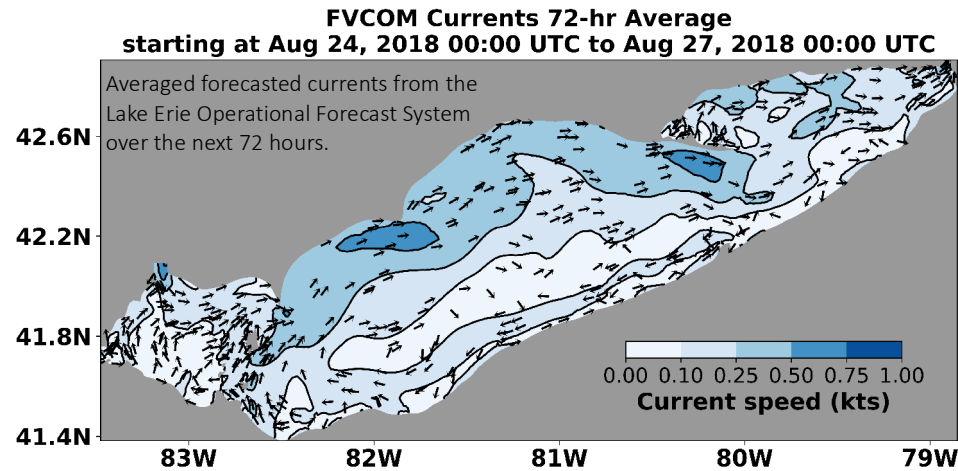 FVCOM Currents 72-hr Average
starting at Aug 24, 2018 00:00 UTC to Aug 27, 2018 00:00 UTC
Averaged forecasted currents from the
Lake Erie Operational Forecast System
over the next 72 hours.
42.6N
42.2N
41.8N
41.4N
0.00 0.10 0.25 0.50 0.75 1.00
Current speed (kts)
83W 82W 81W 80W 79W